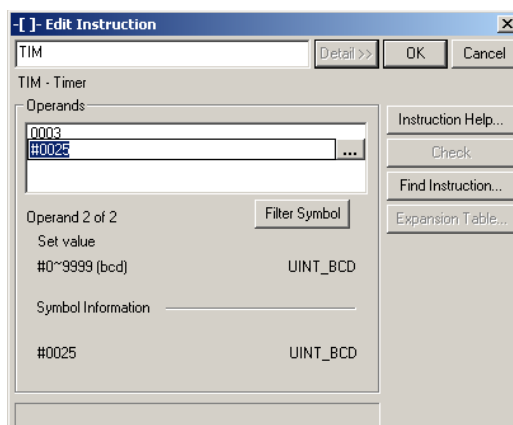 -[ ]- Edit Instruction
TIM
Detail >>
OK
Cancel
TIM - Timer
Operands
0003
#0025
...
Instruction Help...
Check
Find Instruction...
Expansion Table...
Operand 2 of 2
Filter Symbol
Set value
#0~9999 (bcd) UINT_BCD
Symbol Information
#0025 UINT_BCD